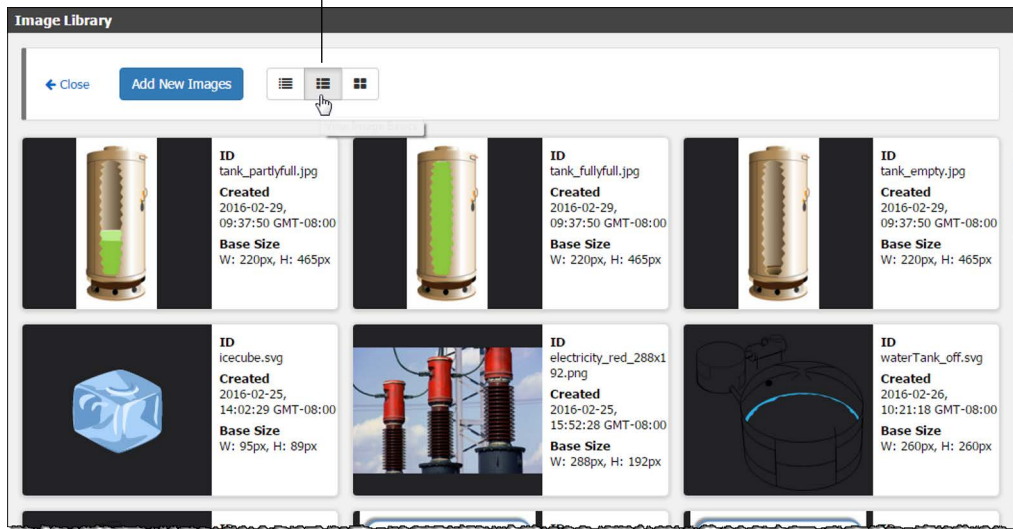 Image Library
Close
Add New Images
ID
tank_partlyfull.jpg
Created
2016-02-29,
09:37:50 GMT-08:00
Base Size
W: 220px, H: 465px
ID
tank_fullyfull.jpg
Created
2016-02-29,
09:37:50 GMT-08:00
Base Size
W: 220px, H: 465px
ID
tank_empty.jpg
Created
2016-02-29,
09:37:50 GMT-08:00
Base Size
W: 220px, H: 465px
ID
icecube.svg
Created
2016-02-25,
14:02:29 GMT-08:00
Base Size
W: 95px, H: 89px
ID
electricity_red_288x1
92.png
Created
2016-02-25,
15:52:28 GMT-08:00
Base Size
W: 288px, H: 192px
ID
waterTank_off.svg
Created
2016-02-26,
10:21:18 GMT-08:00
Base Size
W: 260px, H: 260px